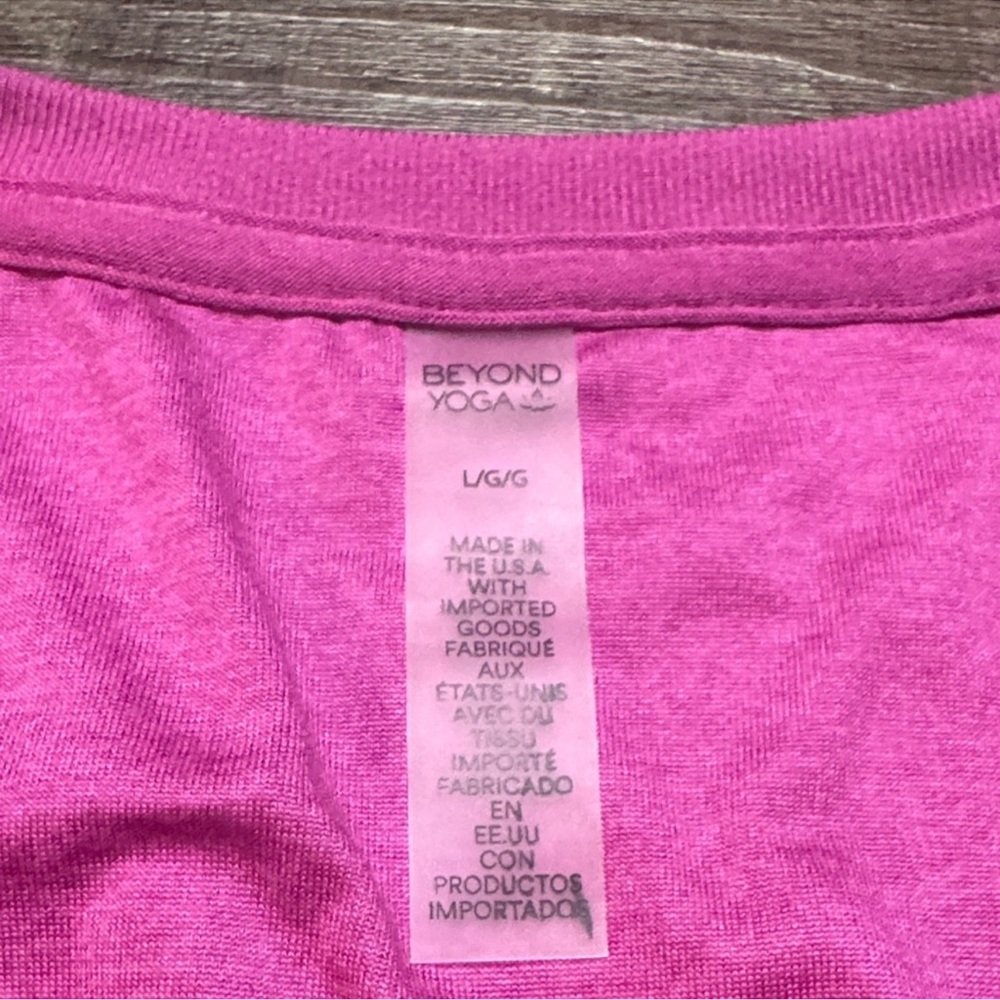 BEYOND
YOGA
L/G/G
MADE IN
THE U.S.A.
WITH
IMPORTED
GOODS
FABRIQUÉ
AUX
ÉTATS-UNIS
AVEC DU
TISSU
IMPORTÉ
FABRICADO
EN
EE.UU
CON
PRODUCTOS
IMPORTADOS